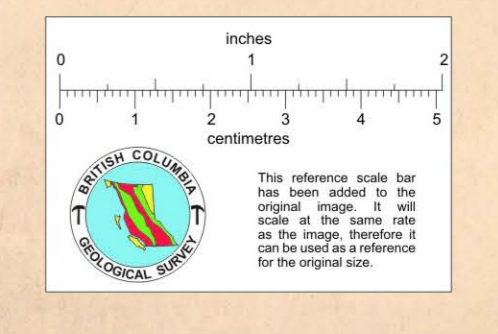 inches
0 1 2
0 1 2 3 4 5
centimetres
BRITISH COLUMBIA
GEOLOGICAL SURVEY
This reference scale bar
has been added to the
original image. It will
scale at the same rate
as the image, therefore it
can be used as a reference
for the original size.